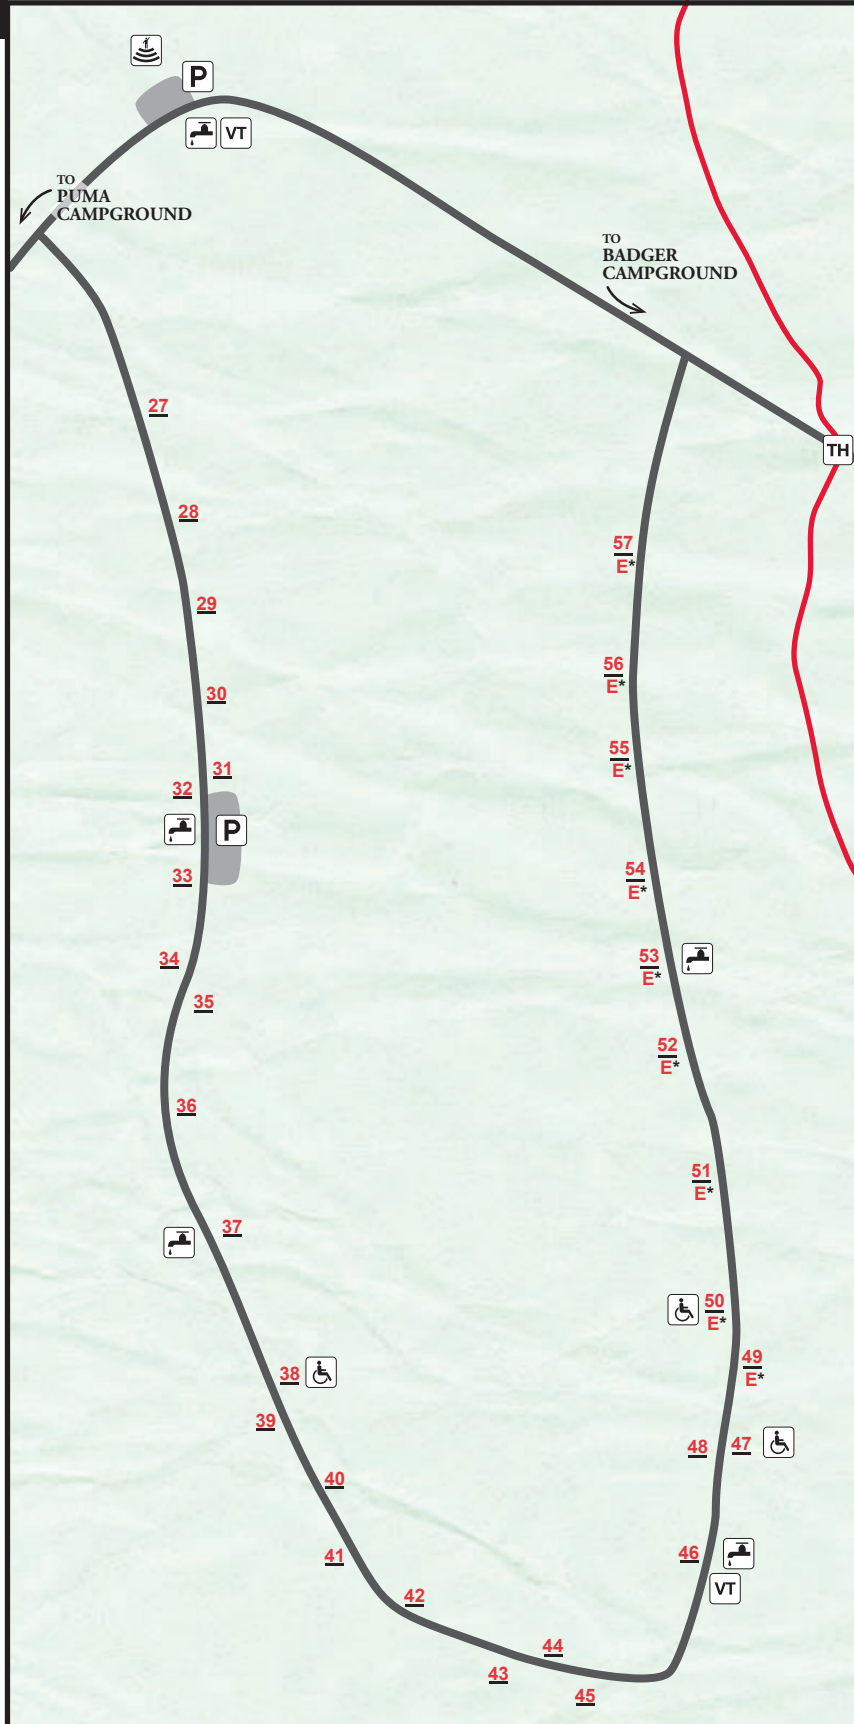 P
VT
TO
PUMA
CAMPGROUND
TO
BADGER
CAMPGROUND
TH
27
28
29
30
31
32
P
33
34
35
36
37
38
39
40
41
42
43
44
45
46
VT
47
48
49
E*
50
E*
51
E*
52
E*
53
E*
54
E*
55
E*
56
E*
57
E*